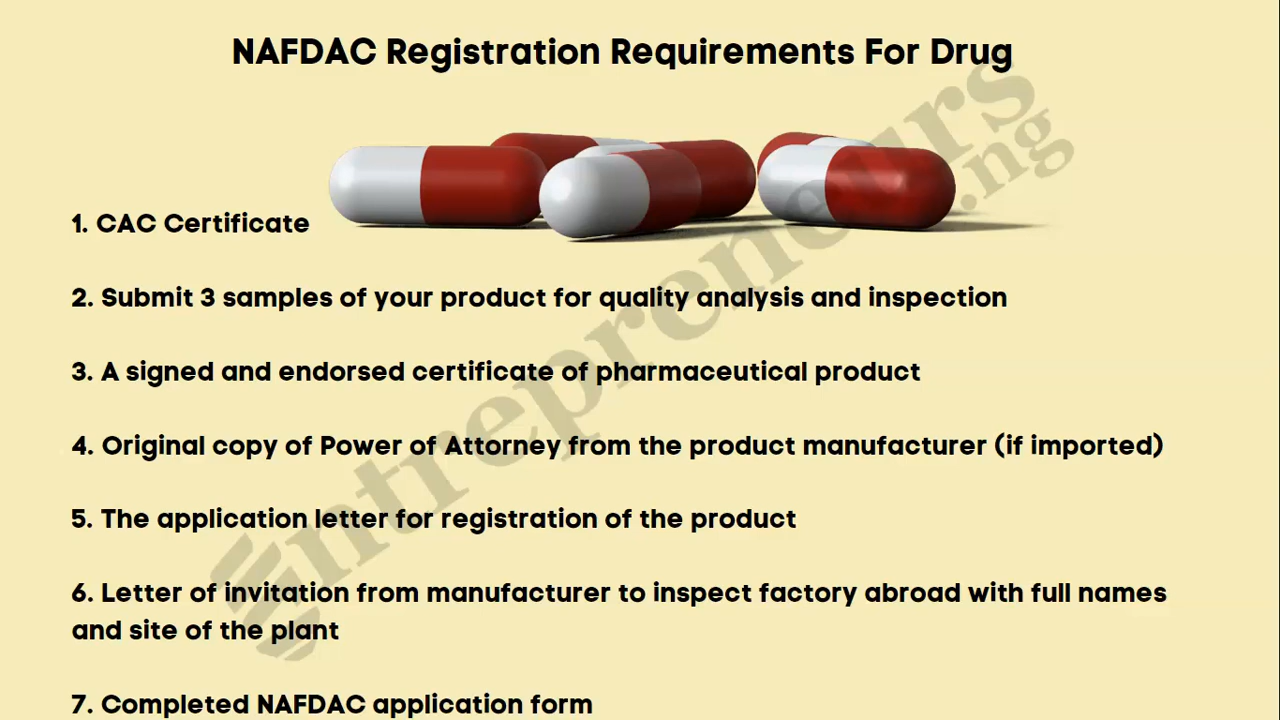 NAFDAC Registration Requirements For Drug
1. CAC Certificate
2. Submit 3 samples of your product for quality analysis and inspection
3. A signed and endorsed certificate of pharmaceutical product
4. Original copy of Power of Attorney from the product manufacturer (if imported)
5. The application letter for registration of the product
6. Letter of invitation from manufacturer to inspect factory abroad with full names
and site of the plant
7. Completed NAFDAC application form
Entrepreneurs
.ng